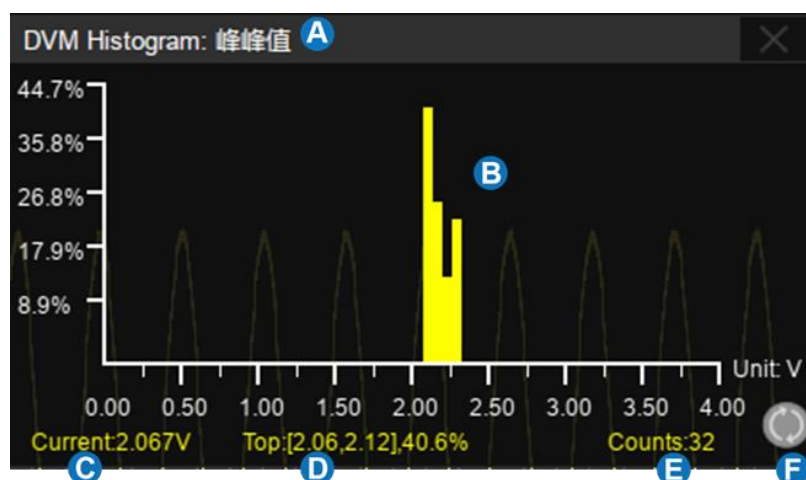 DVM Histogram: 峰峰值 A
44.7%
35.8%
B
26.8%
17.9%
8.9%
Unit: V
0.00 0.50 1.00 1.50 2.00 2.50 3.00 3.50 4.00
Current:2.067V Top:[2.06,2.12],40.6% Counts:32
C D E F